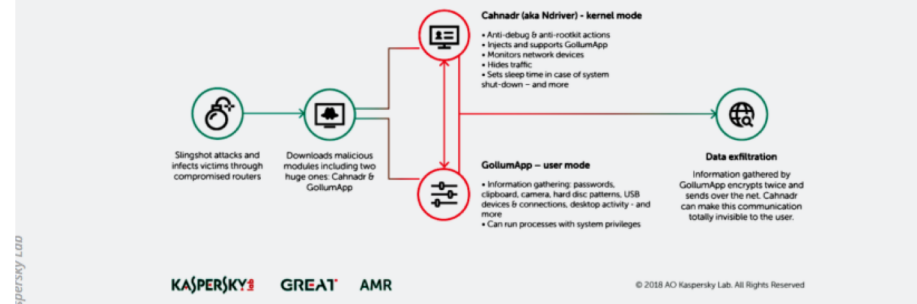 Cahnadr (aka Ndriver) - kernel mode
• Anti-debug & anti-rootkit actions
• Injects and supports GollumApp
• Monitors network devices
• Hides traffic
• Sets sleep time in case of system
shut-down – and more
Slingshot attacks and
infects victims through
compromised routers
Downloads malicious
modules including two
huge ones: Cahnadr &
GollumApp
GollumApp – user mode
• Information gathering: passwords,
clipboard, camera, hard disc patterns, USB
devices & connections, desktop activity - and
more
• Can run processes with system privileges
Data exfiltration
Information gathered by
GollumApp encrypts twice and
sends over the net. Cahnadr
can make this communication
totally invisible to the user.
KASPERSKY
GREAT
AMR
© 2018 AO Kaspersky Lab. All Rights Reserved
persky Lab